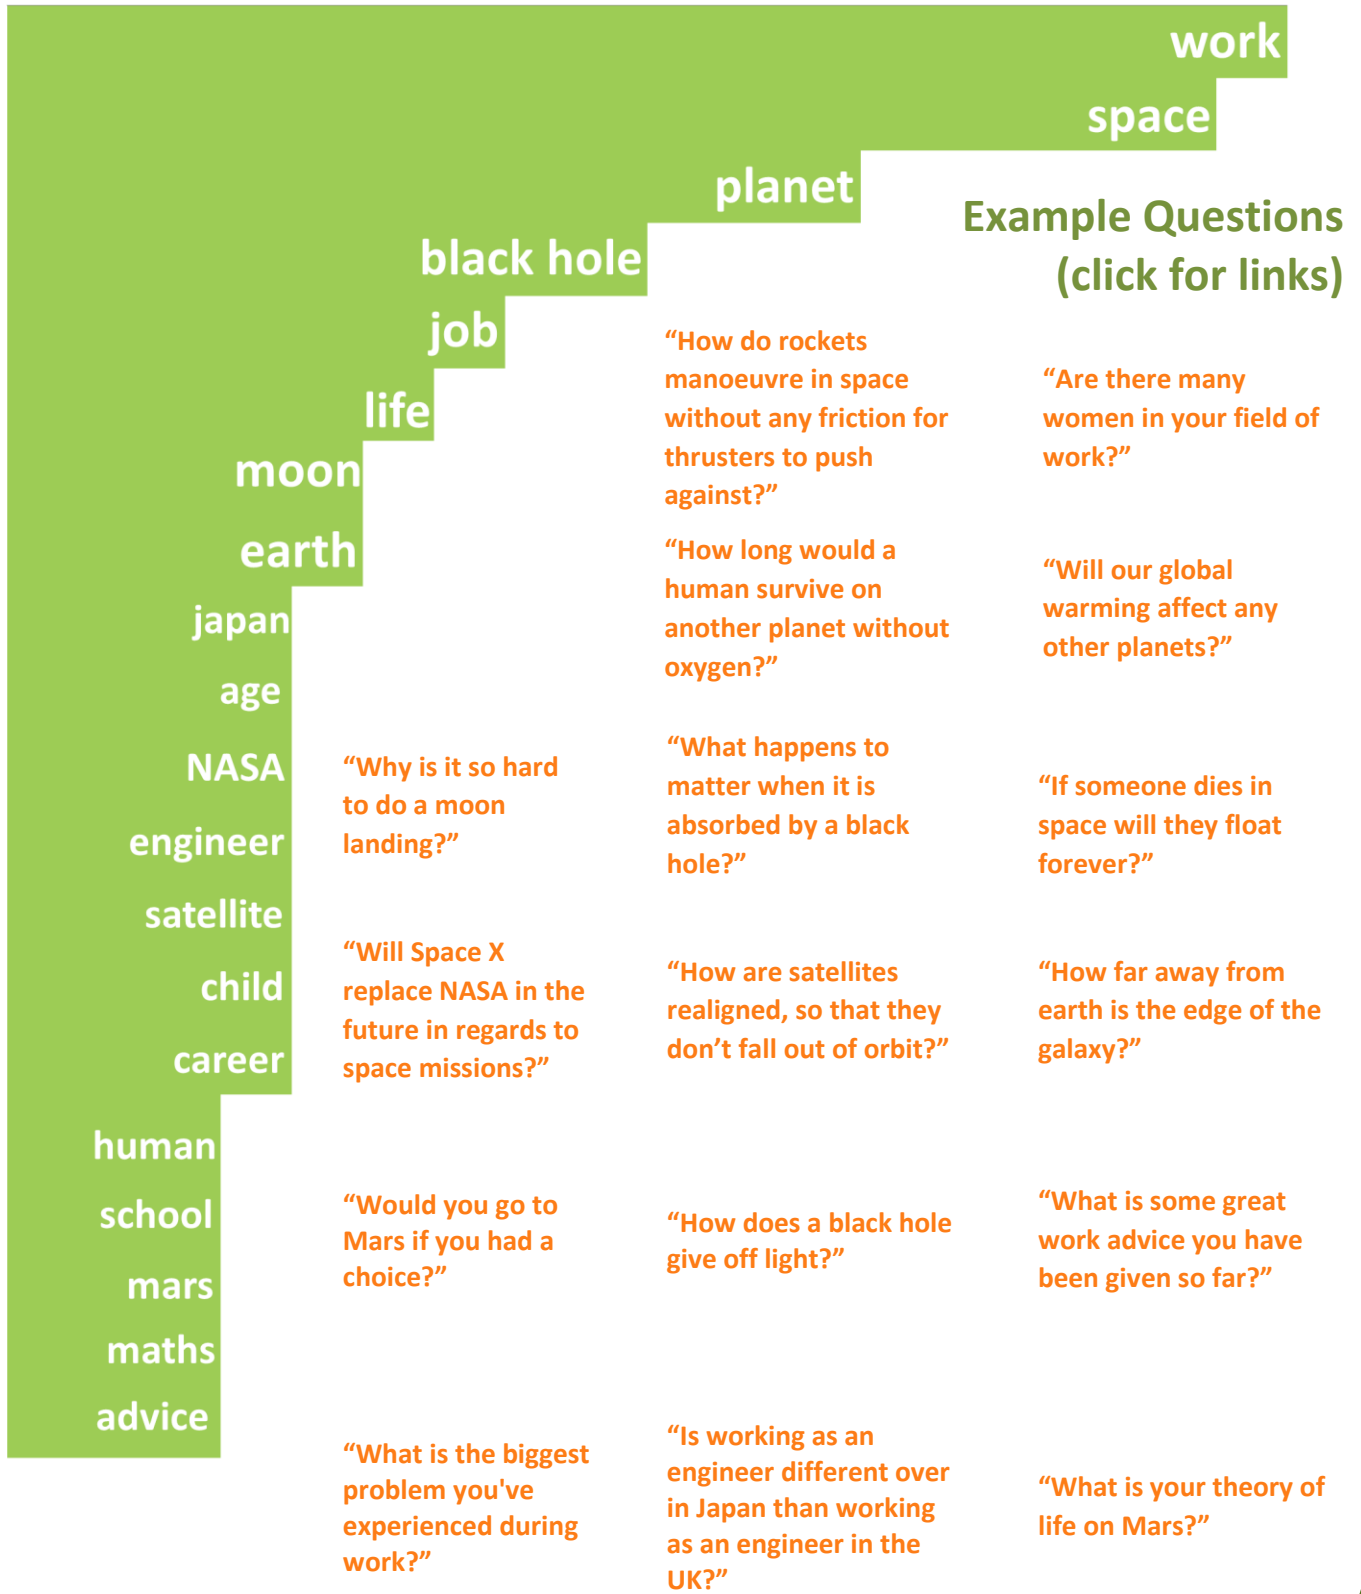 work
space
planet
black hole
job
life
moon
earth
japan
age
NASA
engineer
satellite
child
career
human
school
mars
maths
advice
Example Questions
(click for links)
“How do rockets
manoeuvre in space
without any friction for
thrusters to push
against?”
“Are there many
women in your field of
work?”
“How long would a
human survive on
another planet without
oxygen?”
“Will our global
warming affect any
other planets?”
“Why is it so hard
to do a moon
landing?”
“What happens to
matter when it is
absorbed by a black
hole?”
“If someone dies in
space will they float
forever?”
“Will Space X
replace NASA in the
future in regards to
space missions?”
“How are satellites
realigned, so that they
don’t fall out of orbit?”
“How far away from
earth is the edge of the
galaxy?”
“Would you go to
Mars if you had a
choice?”
“How does a black hole
give off light?”
“What is some great
work advice you have
been given so far?”
“What is the biggest
problem you've
experienced during
work?”
“Is working as an
engineer different over
in Japan than working
as an engineer in the
UK?”
“What is your theory of
life on Mars?”